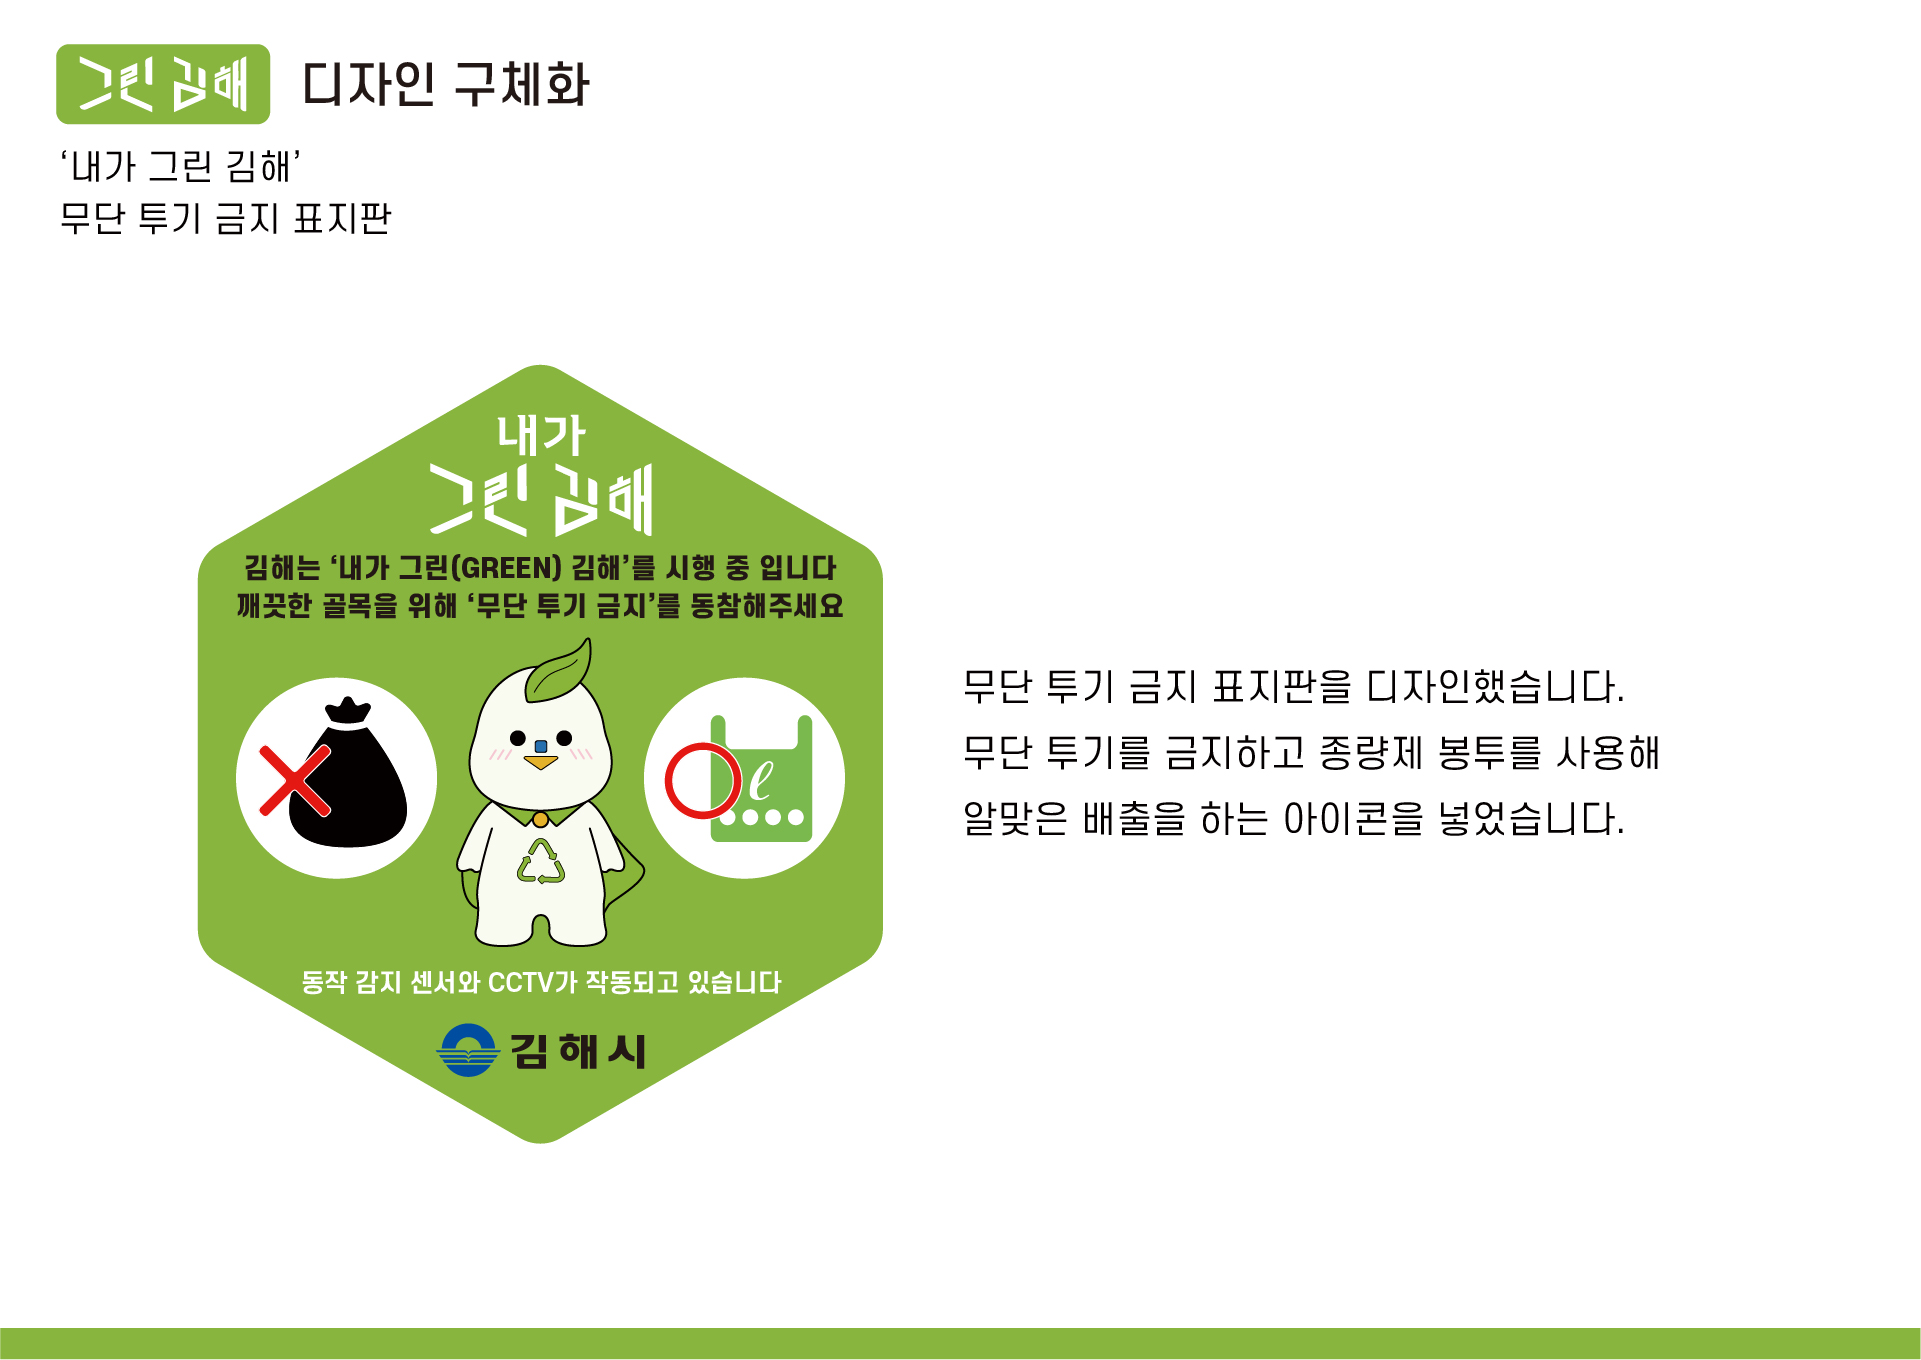 그린 김해 디자인 구체화
‘내가 그린 김해’
무단 투기 금지 표지판
내가
그린 김해
김해는 ‘내가 그린(GREEN) 김해’를 시행 중 입니다
깨끗한 골목을 위해 ‘무단 투기 금지’를 동참해주세요
ℓ
동작 감지 센서와 CCTV가 작동되고 있습니다
김해시
무단 투기 금지 표지판을 디자인했습니다.
무단 투기를 금지하고 종량제 봉투를 사용해
알맞은 배출을 하는 아이콘을 넣었습니다.